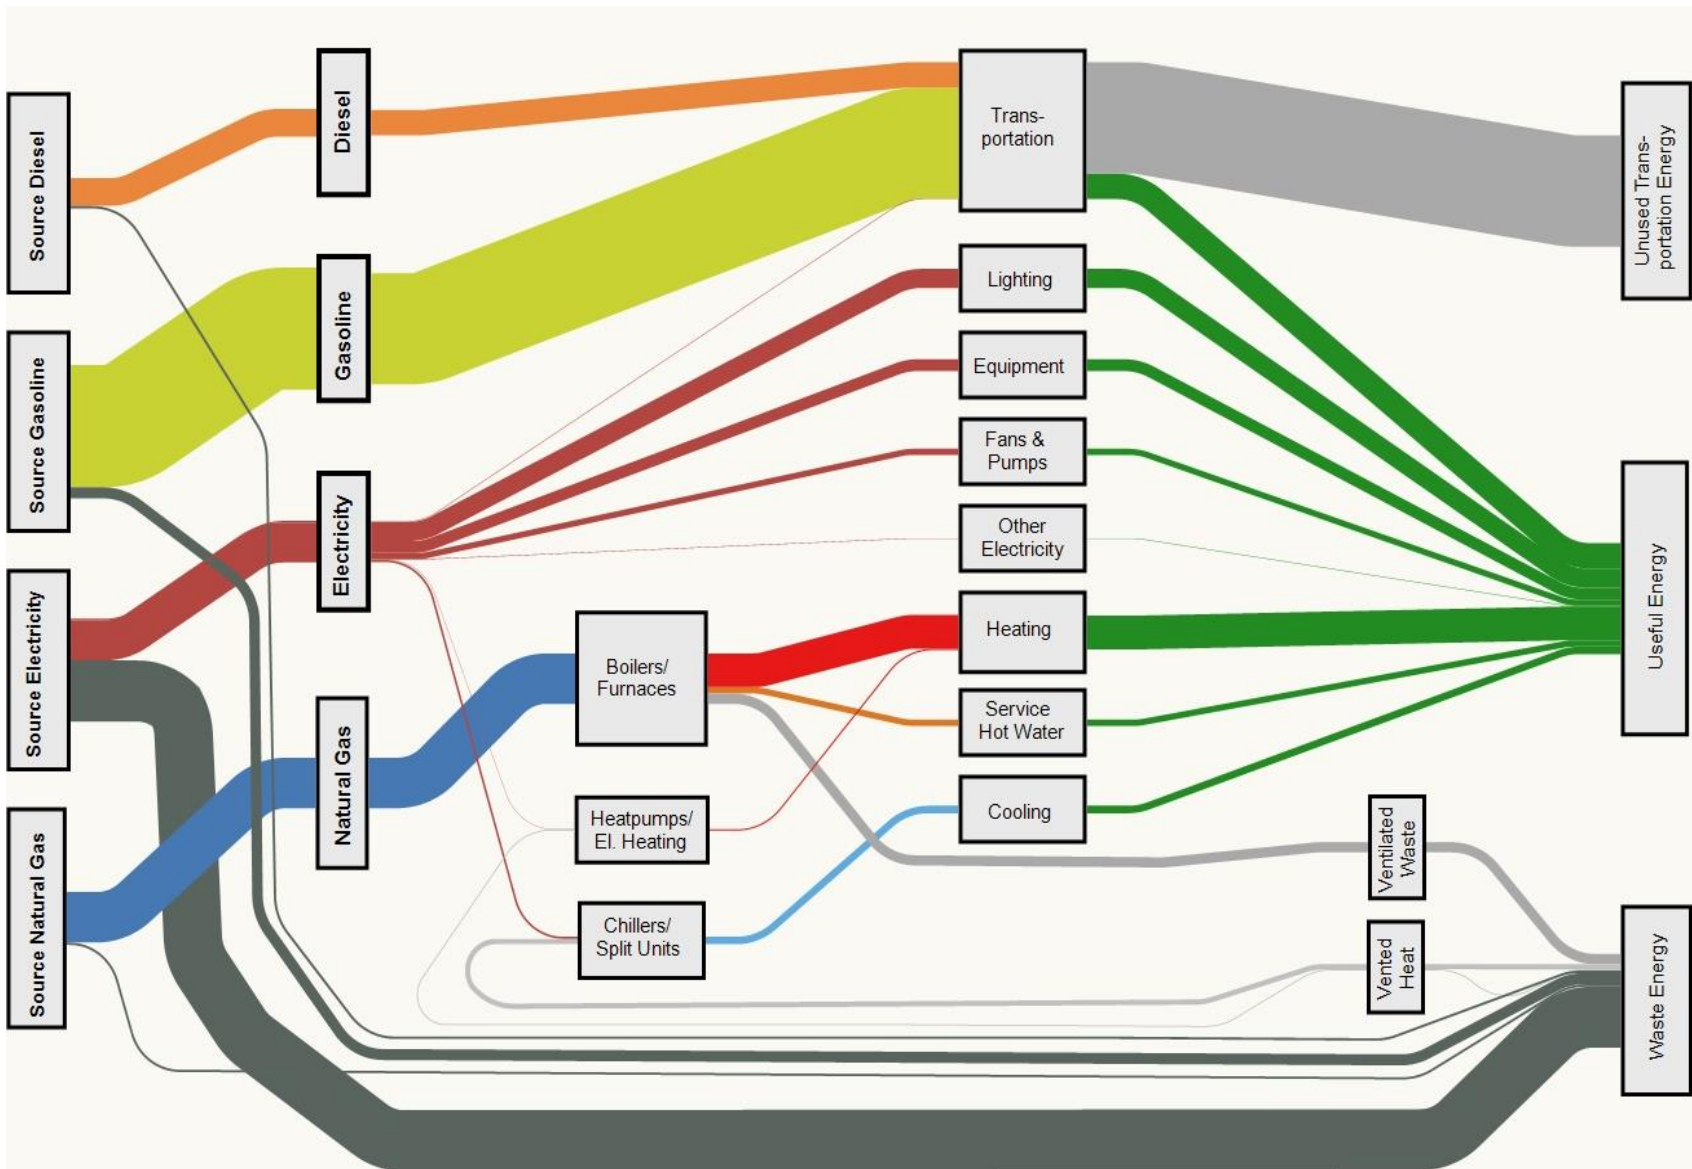 Source Diesel
Source Gasoline
Source Electricity
Source Natural Gas
Diesel
Gasoline
Electricity
Natural Gas
Boilers/
Furnaces
Heatpumps/
El. Heating
Chillers/
Split Units
Trans-
portation
Lighting
Equipment
Fans &
Pumps
Other
Electricity
Heating
Service
Hot Water
Cooling
Ventilated
Waste
Vented
Heat
Unused Trans-
portation Energy
Useful Energy
Waste Energy